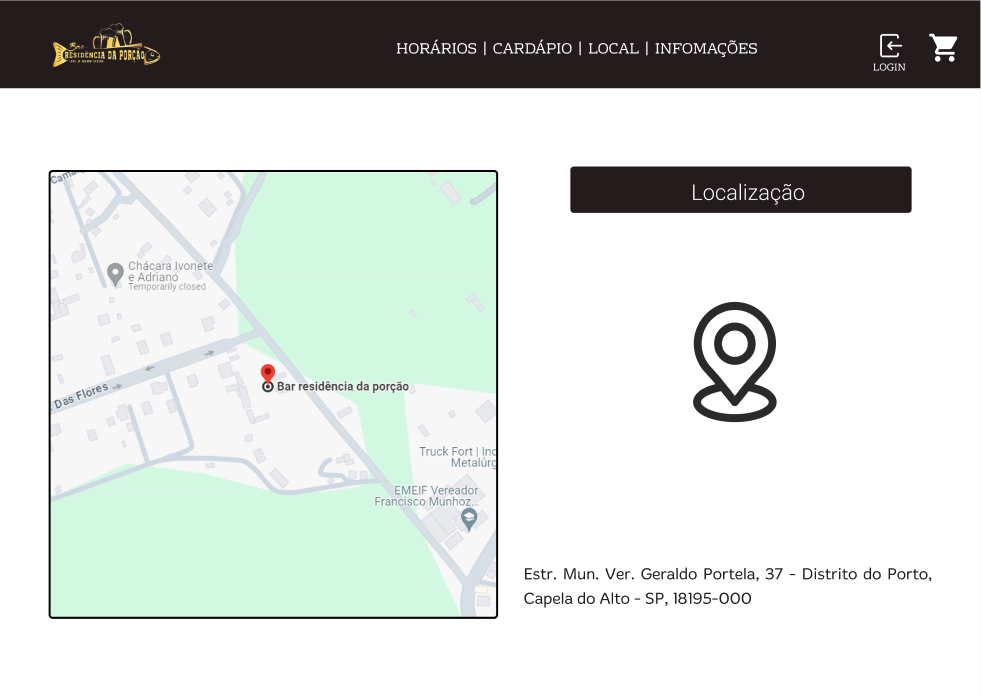 Bar
RESIDÊNCIA DA PORÇÃO
HORÁRIOS | CARDÁPIO | LOCAL | INFOMAÇÕES
LOGIN
Localização
Cama
Chácara Ivonete
e Adriano
Temporarily closed
Das Flores
Bar residência da porção
Truck Fort | Ind
Metalúrg
EMEIF Vereador
Francisco Munhoz...
Estr. Mun. Ver. Geraldo Portela, 37 - Distrito do Porto,
Capela do Alto - SP, 18195-000